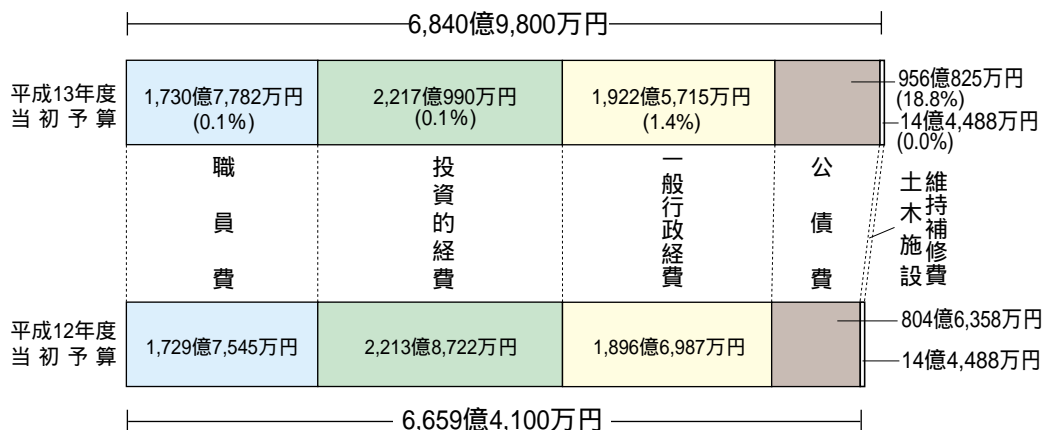 6,840億9,800万円
平成13年度
当初予算
1,730億7,782万円
(0.1%)
2,217億990万円
(0.1%)
1,922億5,715万円
(1.4%)
956億825万円
(18.8%)
14億4,488万円
(0.0%)
職員費
投資的経費
一般行政経費
公債費
維持補修費
土木施設
平成12年度
当初予算
1,729億7,545万円
2,213億8,722万円
1,896億6,987万円
804億6,358万円
14億4,488万円
6,659億4,100万円